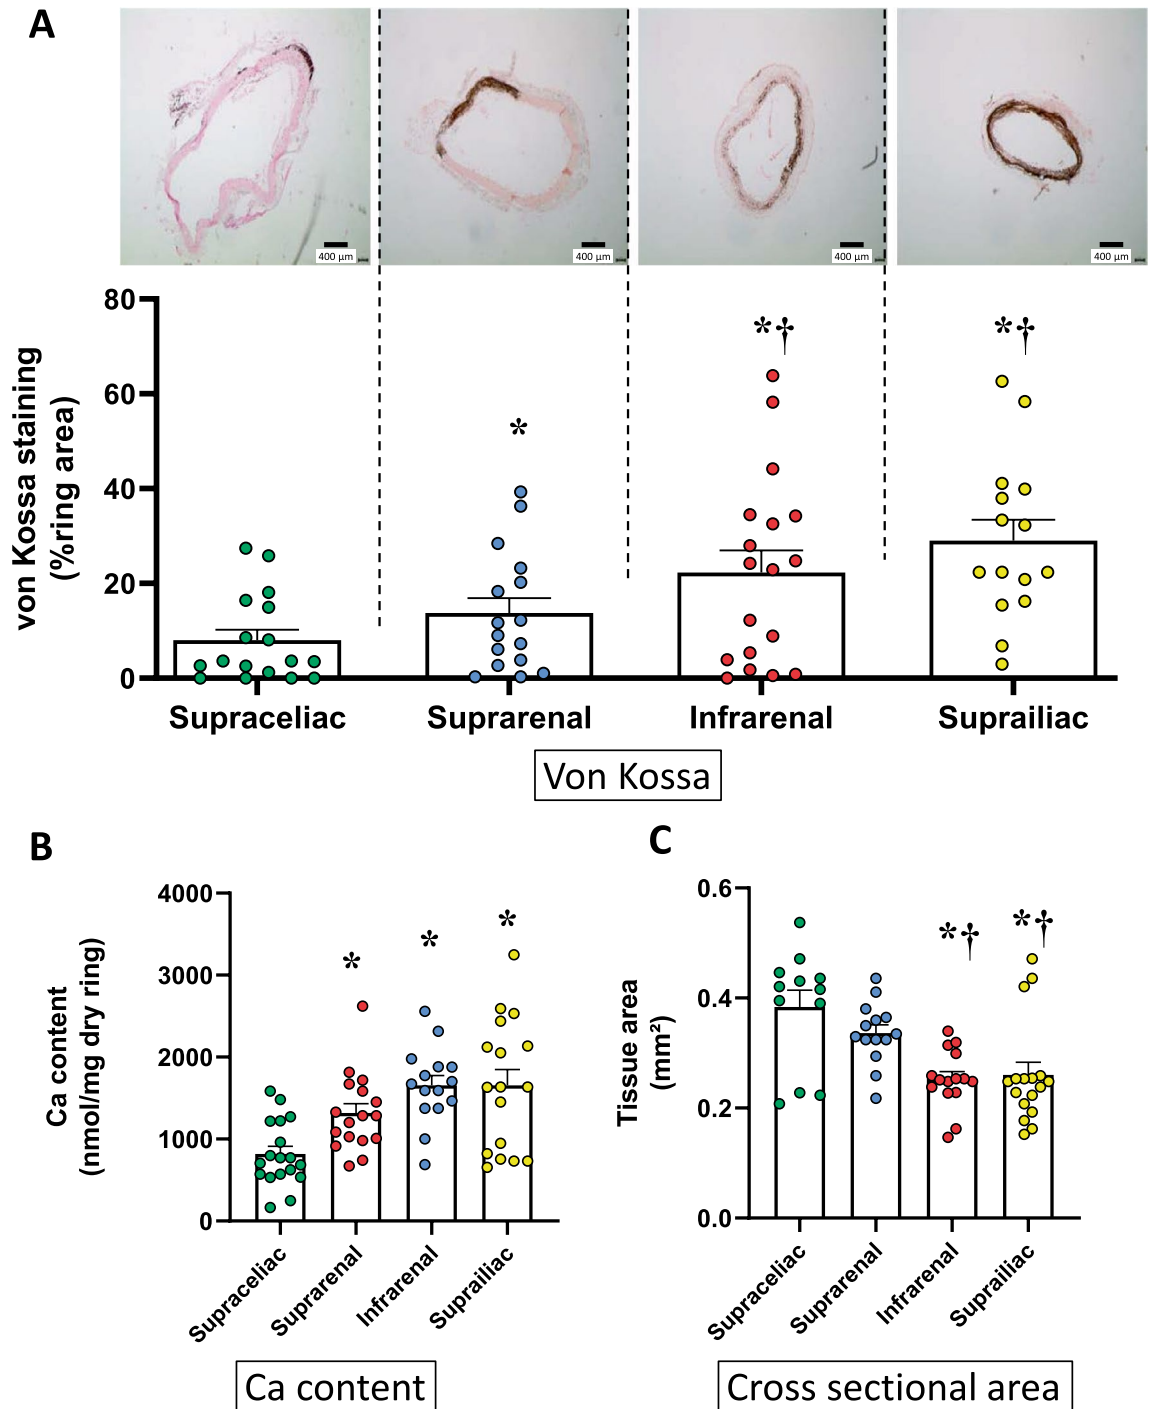 A
400 µm
400 µm
400 µm
400 µm
von Kossa staining
(%ring area)
80
60
40
20
0
*
*†
*†
Supraceliac
Suprarenal
Infrarenal
Suprailiac
Von Kossa
B
Ca content
(nmol/mg dry ring)
4000
3000
2000
1000
0
*
*
*
Supraceliac
Suprarenal
Infrarenal
Suprailiac
Ca content
C
Tissue area
(mm²)
0.6
0.4
0.2
0.0
*†
*†
Supraceliac
Suprarenal
Infrarenal
Suprailiac
Cross sectional area